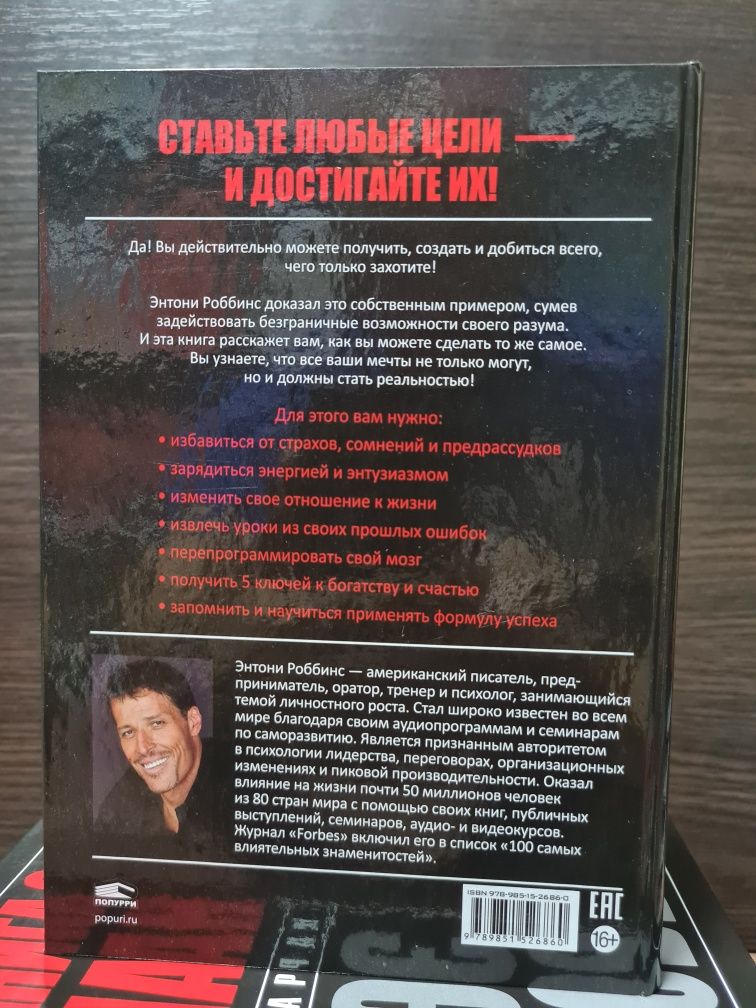 СТАВЬТЕ ЛЮБЫЕ ЦЕЛИ —
И ДОСТИГАЙТЕ ИХ!
Да! Вы действительно можете получить, создать и добиться всего,
чего только захотите!
Энтони Роббинс доказал это собственным примером, сумев
задействовать безграничные возможности своего разума.
И эта книга расскажет вам, как вы можете сделать то же самое.
Вы узнаете, что все ваши мечты не только могут,
но и должны стать реальностью!
Для этого вам нужно:
• избавиться от страхов, сомнений и предрассудков
• зарядиться энергией и энтузиазмом
• изменить свое отношение к жизни
• извлечь уроки из своих прошлых ошибок
• перепрограммировать свой мозг
• получить 5 ключей к богатству и счастью
• запомнить и научиться применять формулу успеха
Энтони Роббинс — американский писатель, пред-
приниматель, оратор, тренер и психолог, занимающийся
темой личностного роста. Стал широко известен во всем
мире благодаря своим аудиопрограммам и семинарам
по саморазвитию. Является признанным авторитетом
в психологии лидерства, переговорах, организационных
изменениях и пиковой производительности. Оказал
влияние на жизни почти 50 миллионов человек
из 80 стран мира с помощью своих книг, публичных
выступлений, семинаров, аудио- и видеокурсов.
Журнал «Forbes» включил его в список «100 самых
влиятельных знаменитостей».
ПОПУРРИ
popuri.ru
ISBN 978-985-15-2686-0
9 789851 526860
EAC
16+